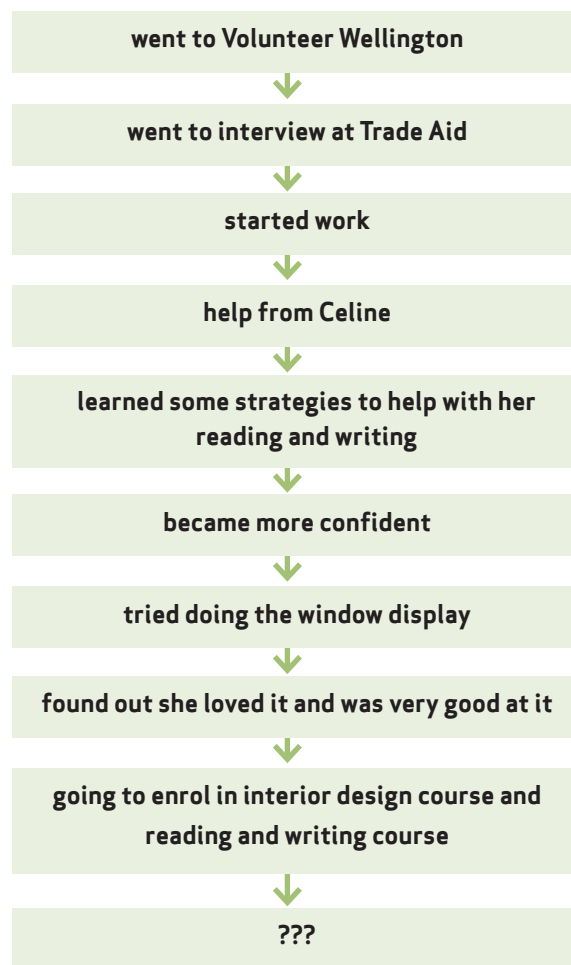 went to Volunteer Wellington
went to interview at Trade Aid
started work
help from Celine
learned some strategies to help with her
reading and writing
became more confident
tried doing the window display
found out she loved it and was very good at it
going to enrol in interior design course and
reading and writing course
???